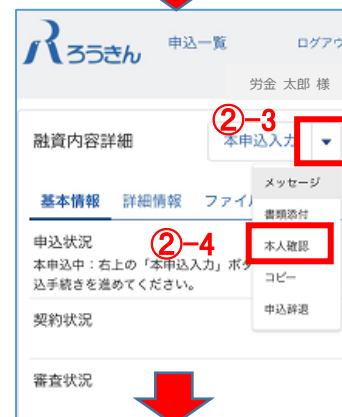 ろうきん
申込一覧
ログアウ
労金 太郎 様
②-3
融資内容詳細
本申込入力
メッセージ
基本情報
詳細情報
ファイル
書類添付
申込状況
②-4
本人確認
本申込中：右上の「本申込入力」ボタ
込手続きを進めてください。
コピー
契約状況
申込辞退
審査状況